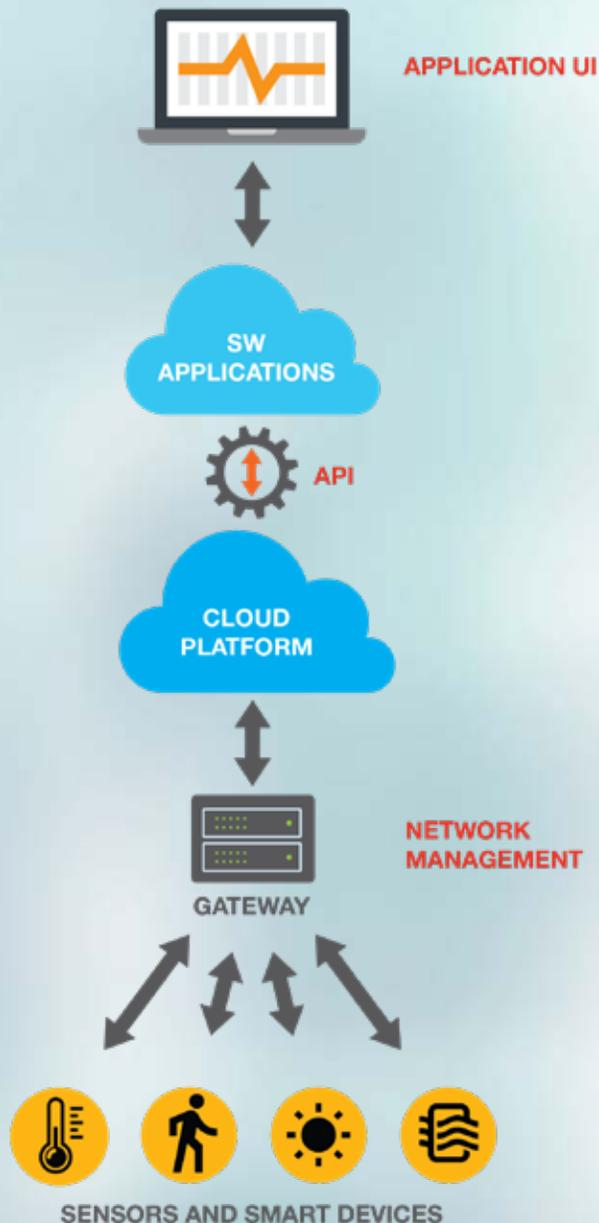 APPLICATION UI
SW
APPLICATIONS
API
CLOUD
PLATFORM
NETWORK
MANAGEMENT
GATEWAY
SENSORS AND SMART DEVICES